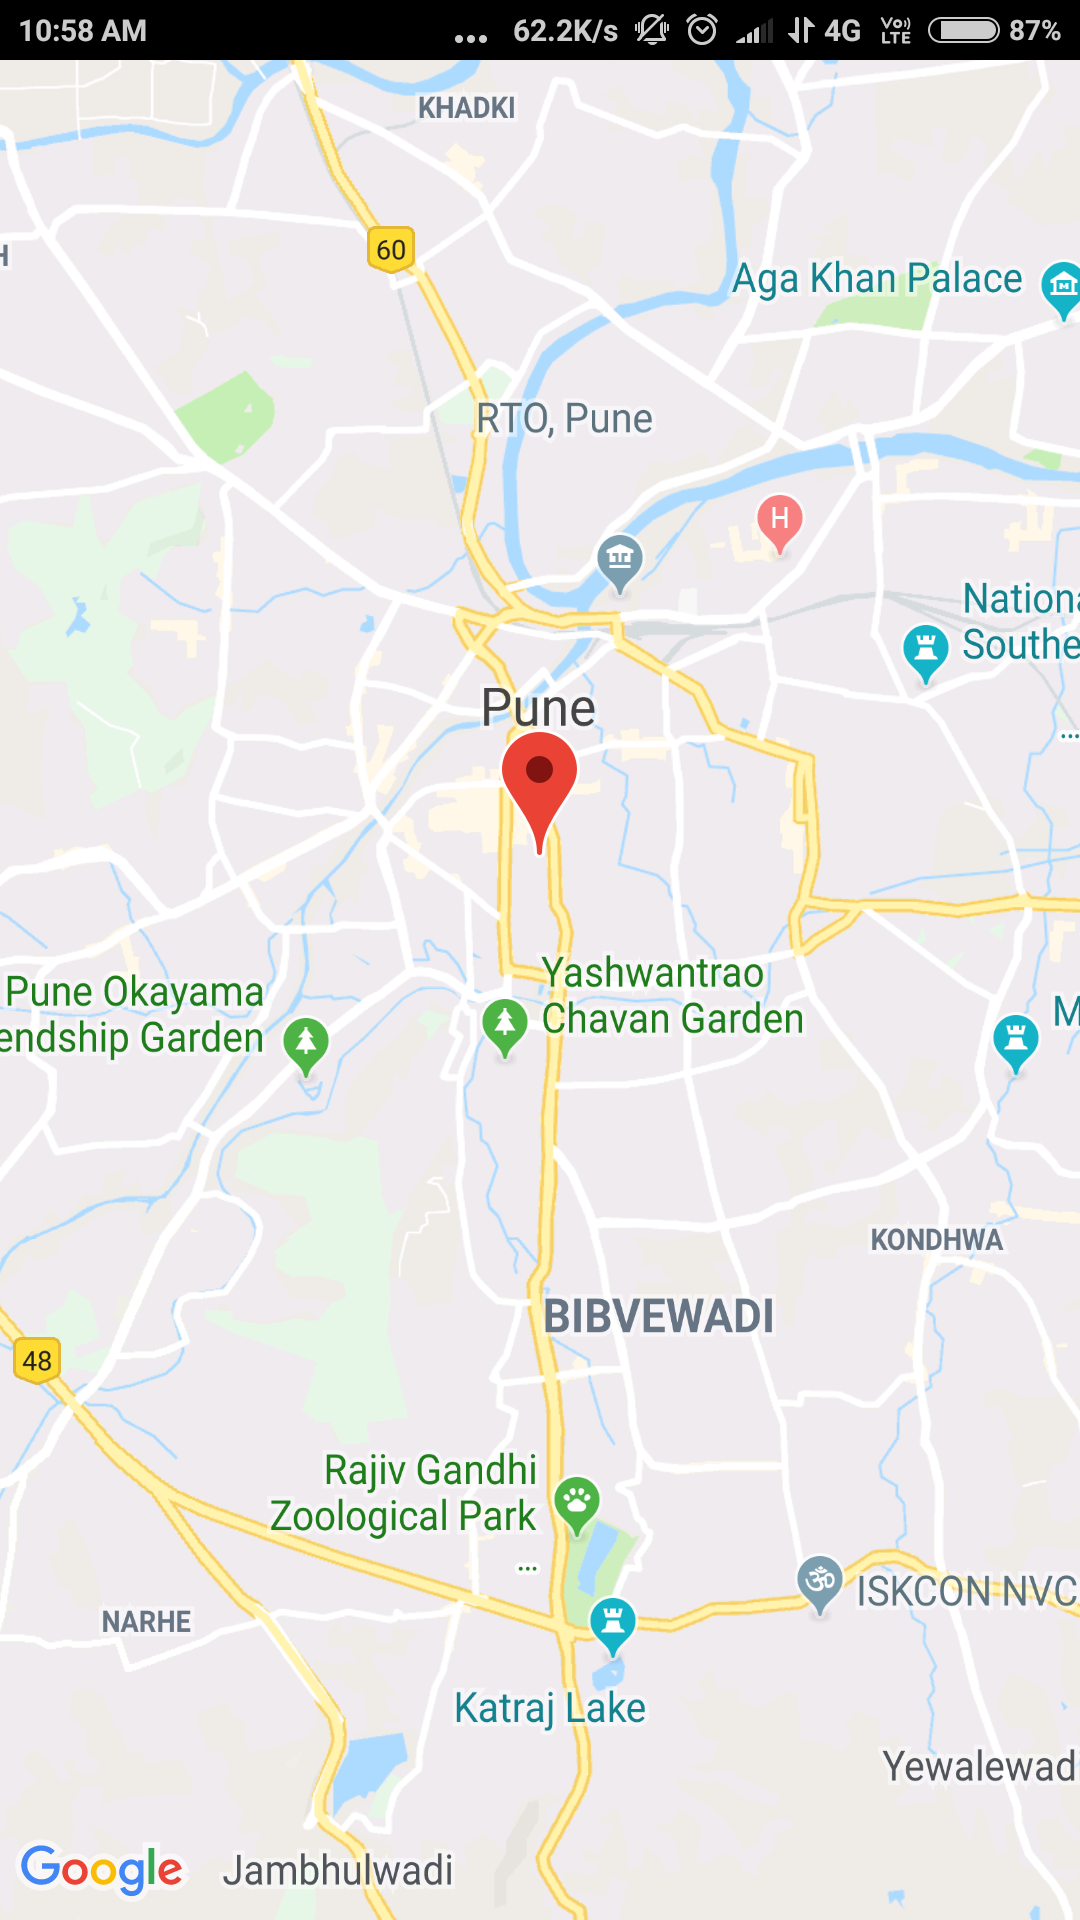 10:58 AM
... 62.2K/s 4G Vo)) LTE 87%
KHADKI
60
H
Aga Khan Palace
RTO, Pune
H
Nationa
Southe
...
Pune
Yashwantrao
Chavan Garden
Pune Okayama
endship Garden
M
KONDHWA
BIBVEWADI
48
Rajiv Gandhi
Zoological Park
...
ISKCON NVC
NARHE
Katraj Lake
Yewalewad
Google
Jambhulwadi